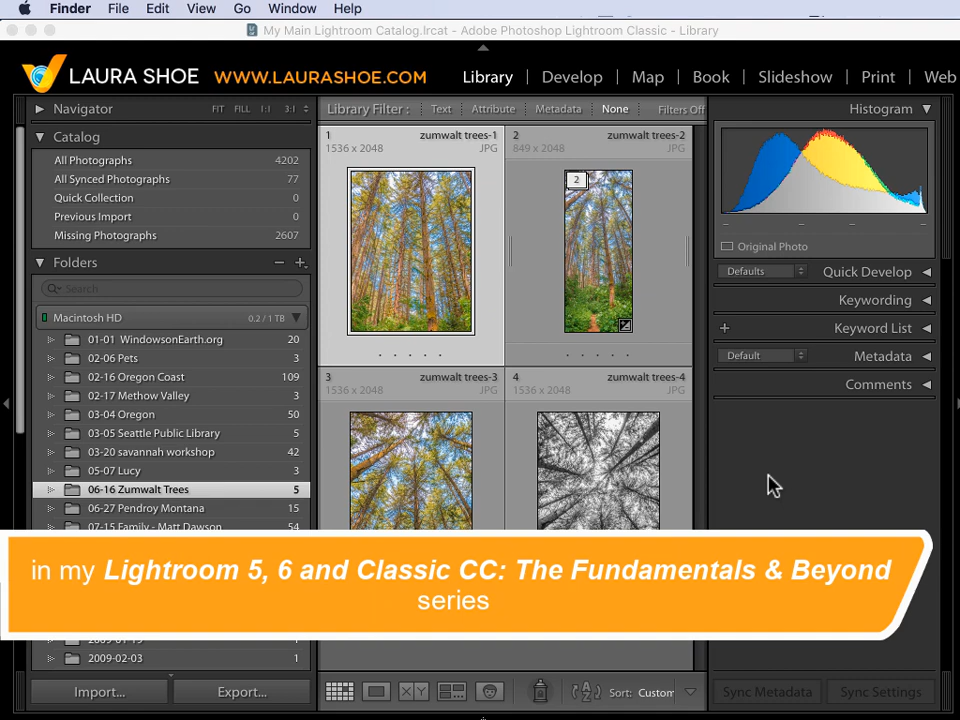 Finder File Edit View Go Window Help
My Main Lightroom Catalog.lrcat - Adobe Photoshop Lightroom Classic - Library
LAURA SHOE WWW.LAURASHOE.COM Library Develop Map Book Slideshow Print Web
Navigator FIT FILL 1:1 3:1
Library Filter : Text Attribute Metadata None Filters Off
Histogram
Catalog
All Photographs 4202
All Synced Photographs 77
Quick Collection 0
Previous Import 0
Missing Photographs 2607
Folders
Search
Macintosh HD 0.2 / 1 TB
01-01 WindowsonEarth.org 20
02-06 Pets 3
02-16 Oregon Coast 109
02-17 Methow Valley 3
03-04 Oregon 50
03-05 Seattle Public Library 5
03-20 savannah workshop 42
05-07 Lucy 3
06-16 Zumwalt Trees 5
06-27 Pendroy Montana 15
07-15 Family - Matt Dawson 54
1 zumwalt trees-1
1536 x 2048 JPG
2 zumwalt trees-2
849 x 2048 JPG
2
3 zumwalt trees-3
1536 x 2048 JPG
4 zumwalt trees-4
1536 x 2048 JPG
Original Photo
Defaults Quick Develop
Keywording
Keyword List
Default Metadata
Comments
in my Lightroom 5, 6 and Classic CC: The Fundamentals & Beyond
series
2009-02-03 1
Import... Export...
XY Sort: Custom
Sync Metadata Sync Settings